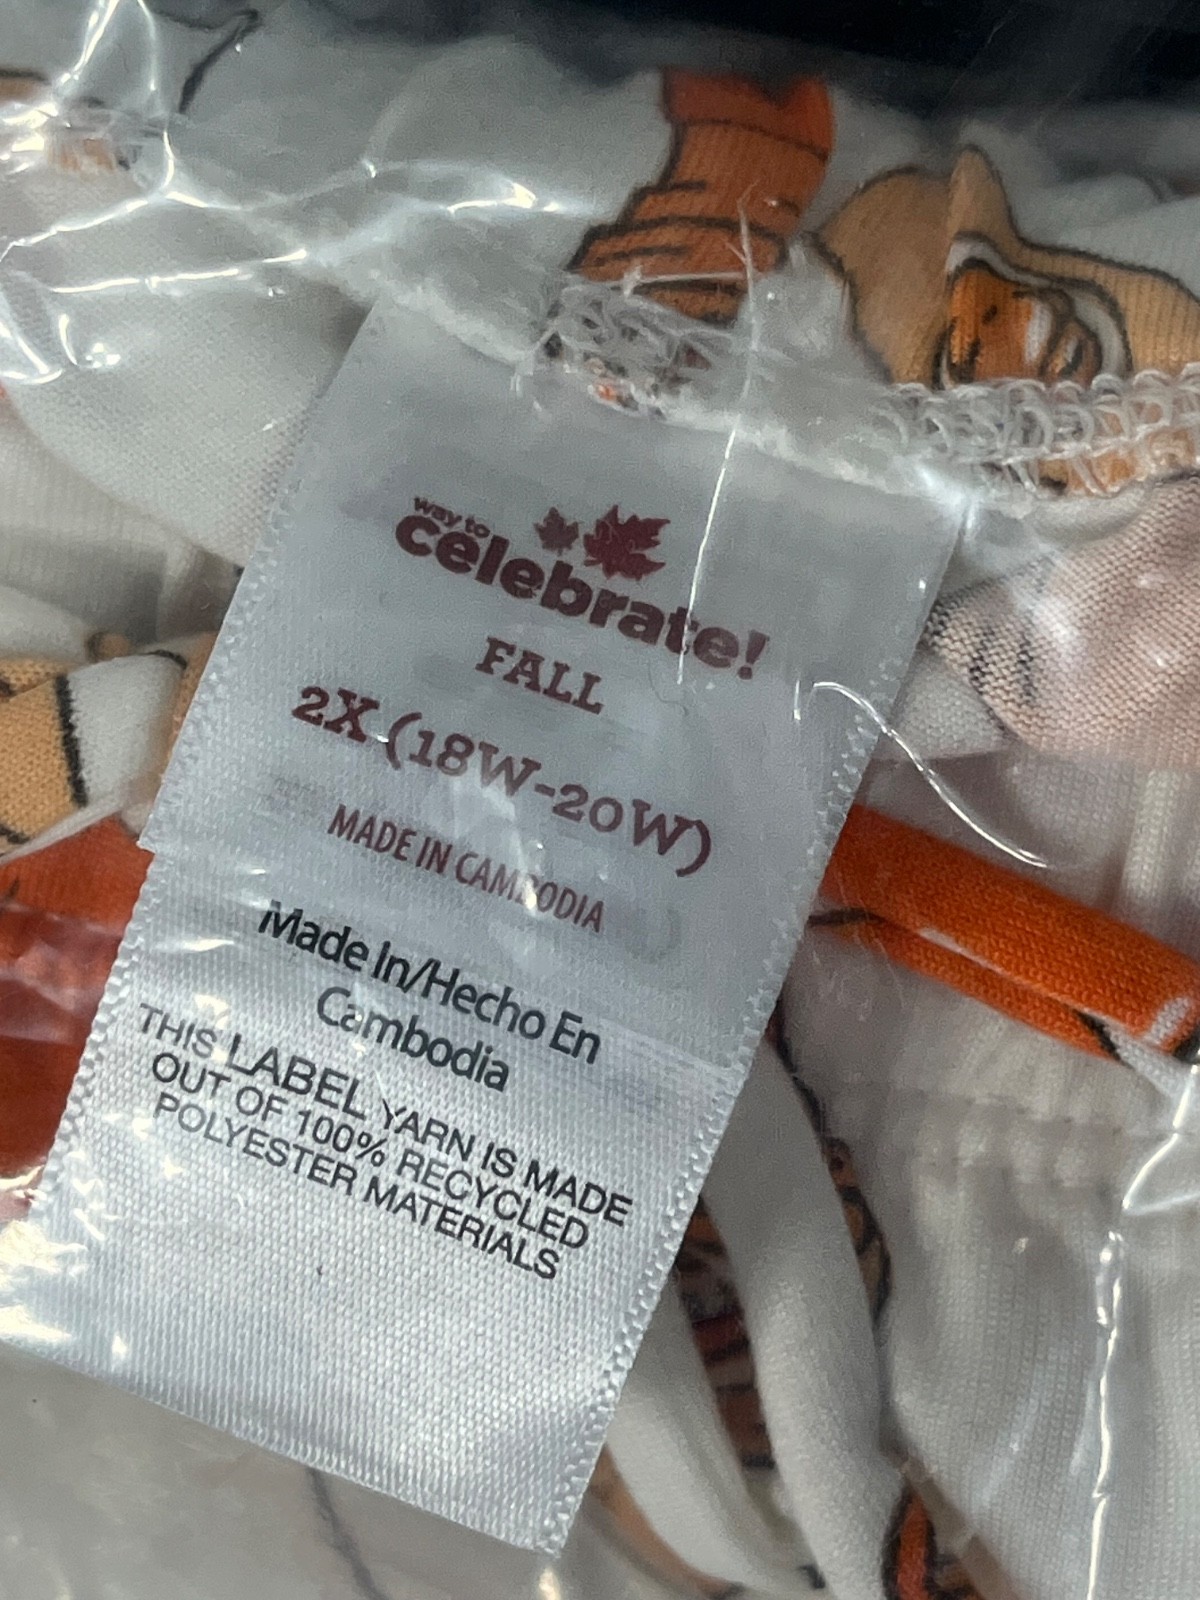 way to
celebrate!
FALL
2X (18W-20W)
MADE IN CAMBODIA
Made In/Hecho En
Cambodia
THIS LABEL YARN IS MADE
OUT OF 100% RECYCLED
POLYESTER MATERIALS